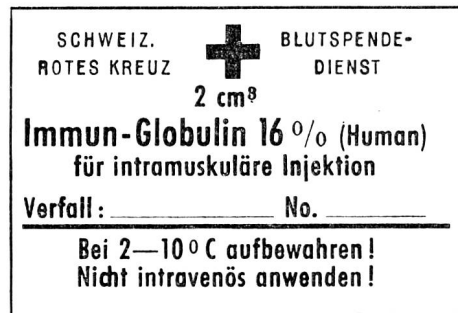 SCHWEIZ. BLUTSPENDE-
ROTES KREUZ DIENST
2 cm³
Immun-Globulin 16 % (Human)
für intramuskuläre Injektion
Verfall: No.
Bei 2—10° C aufbewahren!
Nicht intravenös anwenden!